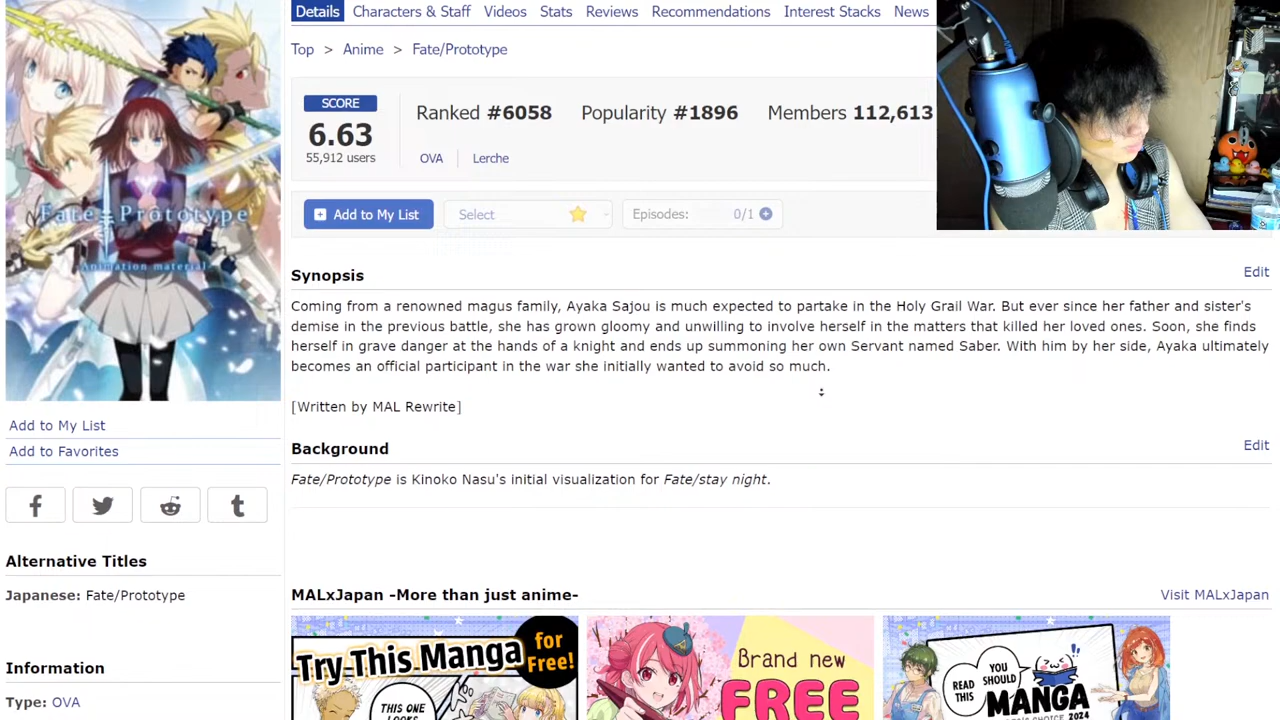 Details Characters & Staff Videos Stats Reviews Recommendations Interest Stacks News
Top > Anime > Fate/Prototype
SCORE
6.63
55,912 users
Ranked #6058 Popularity #1896 Members 112,613
OVA Lerche
Add to My List Select Episodes: 0/1
Fate Prototype
-Animation material-
Synopsis Edit
Coming from a renowned magus family, Ayaka Sajou is much expected to partake in the Holy Grail War. But ever since her father and sister's
demise in the previous battle, she has grown gloomy and unwilling to involve herself in the matters that killed her loved ones. Soon, she finds
herself in grave danger at the hands of a knight and ends up summoning her own Servant named Saber. With him by her side, Ayaka ultimately
becomes an official participant in the war she initially wanted to avoid so much.
[Written by MAL Rewrite]
Background Edit
Fate/Prototype is Kinoko Nasu's initial visualization for Fate/stay night.
Add to My List
Add to Favorites
Alternative Titles
Japanese: Fate/Prototype
Information
Type: OVA
MALxJapan -More than just anime- Visit MALxJapan
Try This Manga for Free!
THIS ONE
LOOKS
Brand new
FREE
READ THIS
YOU SHOULD
MANGA
CHOICE 2024